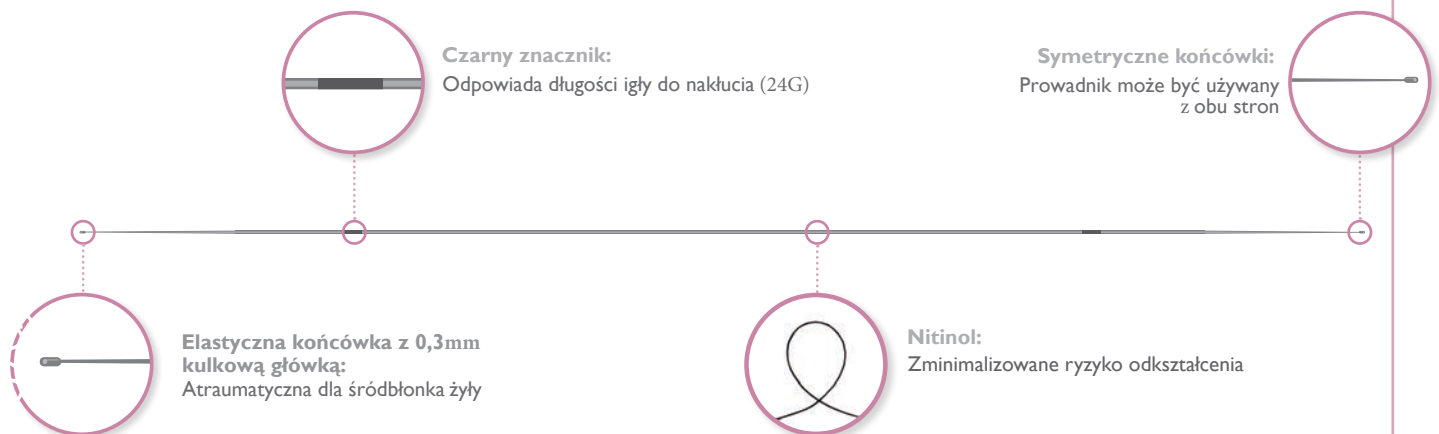 Czarny znacznik:
Odpowiada długości igły do nakłucia (24G)
Symetryczne końcówki:
Prowadnik może być używany
z obu stron
Elastyczna końcówka z 0,3mm
kulkową główką:
Atraumatyczna dla śródbłonka żyły
Nitinol:
Zminimalizowane ryzyko odkształcenia